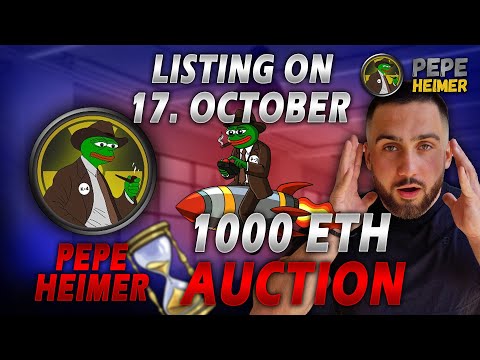 LISTING ON
17. OCTOBER
PEPE
HEIMER
1000 ETH
AUCTION
PEPE
HEIMER